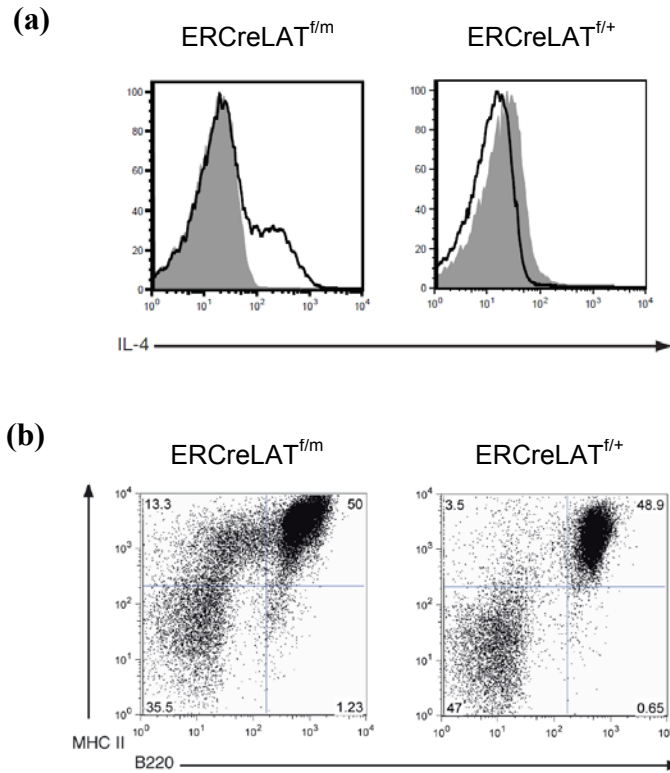 (a)
ERCreLAT^f/m ERCreLAT^f/+
100 100
80 80
60 60
40 40
20 20
0 0
10^0 10^1 10^2 10^3 10^4 10^0 10^1 10^2 10^3 10^4
IL-4
(b)
ERCreLAT^f/m ERCreLAT^f/+
10^4 13.3 50 10^4 3.5 48.9
10^3 10^3
10^2 10^2
10^1 10^1
10^0 35.5 1.23 10^0 47 0.65
10^0 10^1 10^2 10^3 10^4 10^0 10^1 10^2 10^3 10^4
MHC II
B220